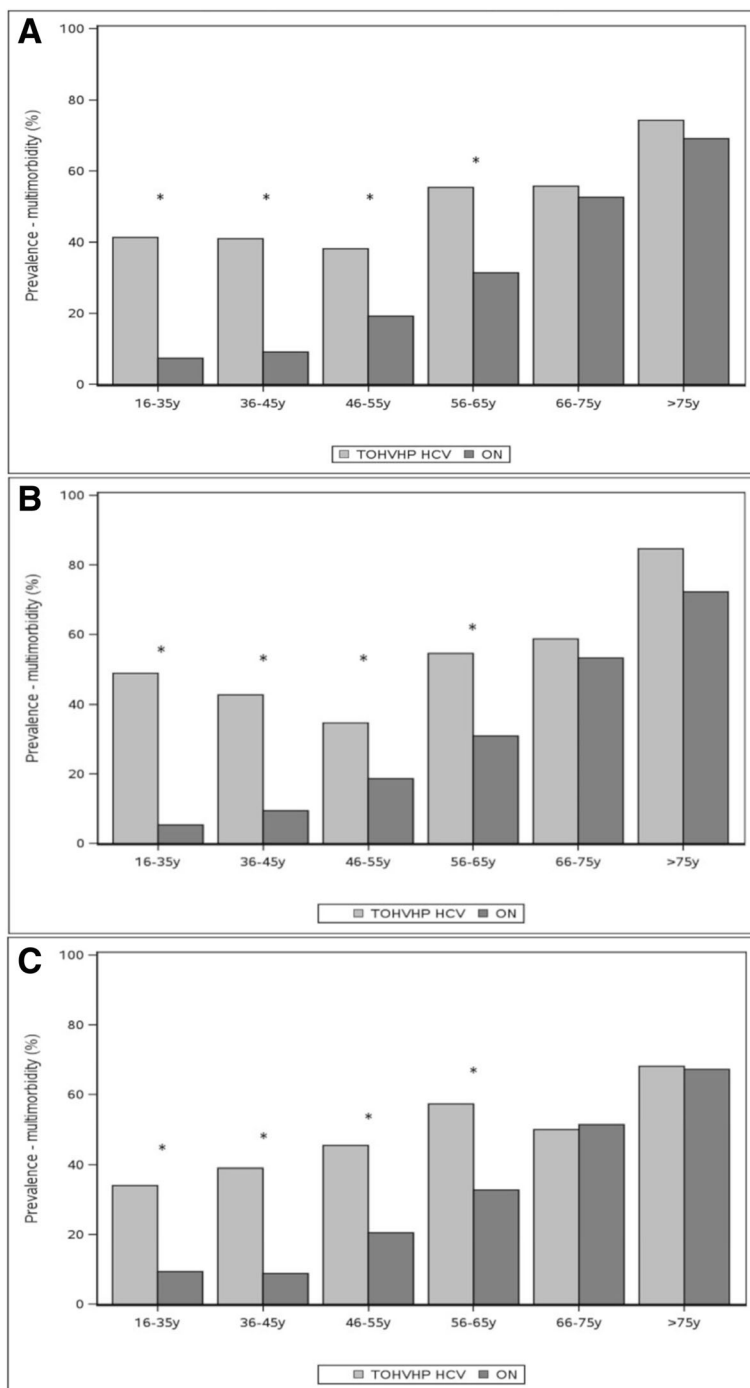 A
Prevalence - multimorbidity (%)
100
80
60
40
20
0
* * * *
16-35y 36-45y 46-55y 56-65y 66-75y >75y
TOHVHP HCV ON
B
Prevalence - multimorbidity (%)
100
80
60
40
20
0
* * * *
16-35y 36-45y 46-55y 56-65y 66-75y >75y
TOHVHP HCV ON
C
Prevalence - multimorbidity (%)
100
80
60
40
20
0
* * * *
16-35y 36-45y 46-55y 56-65y 66-75y >75y
TOHVHP HCV ON